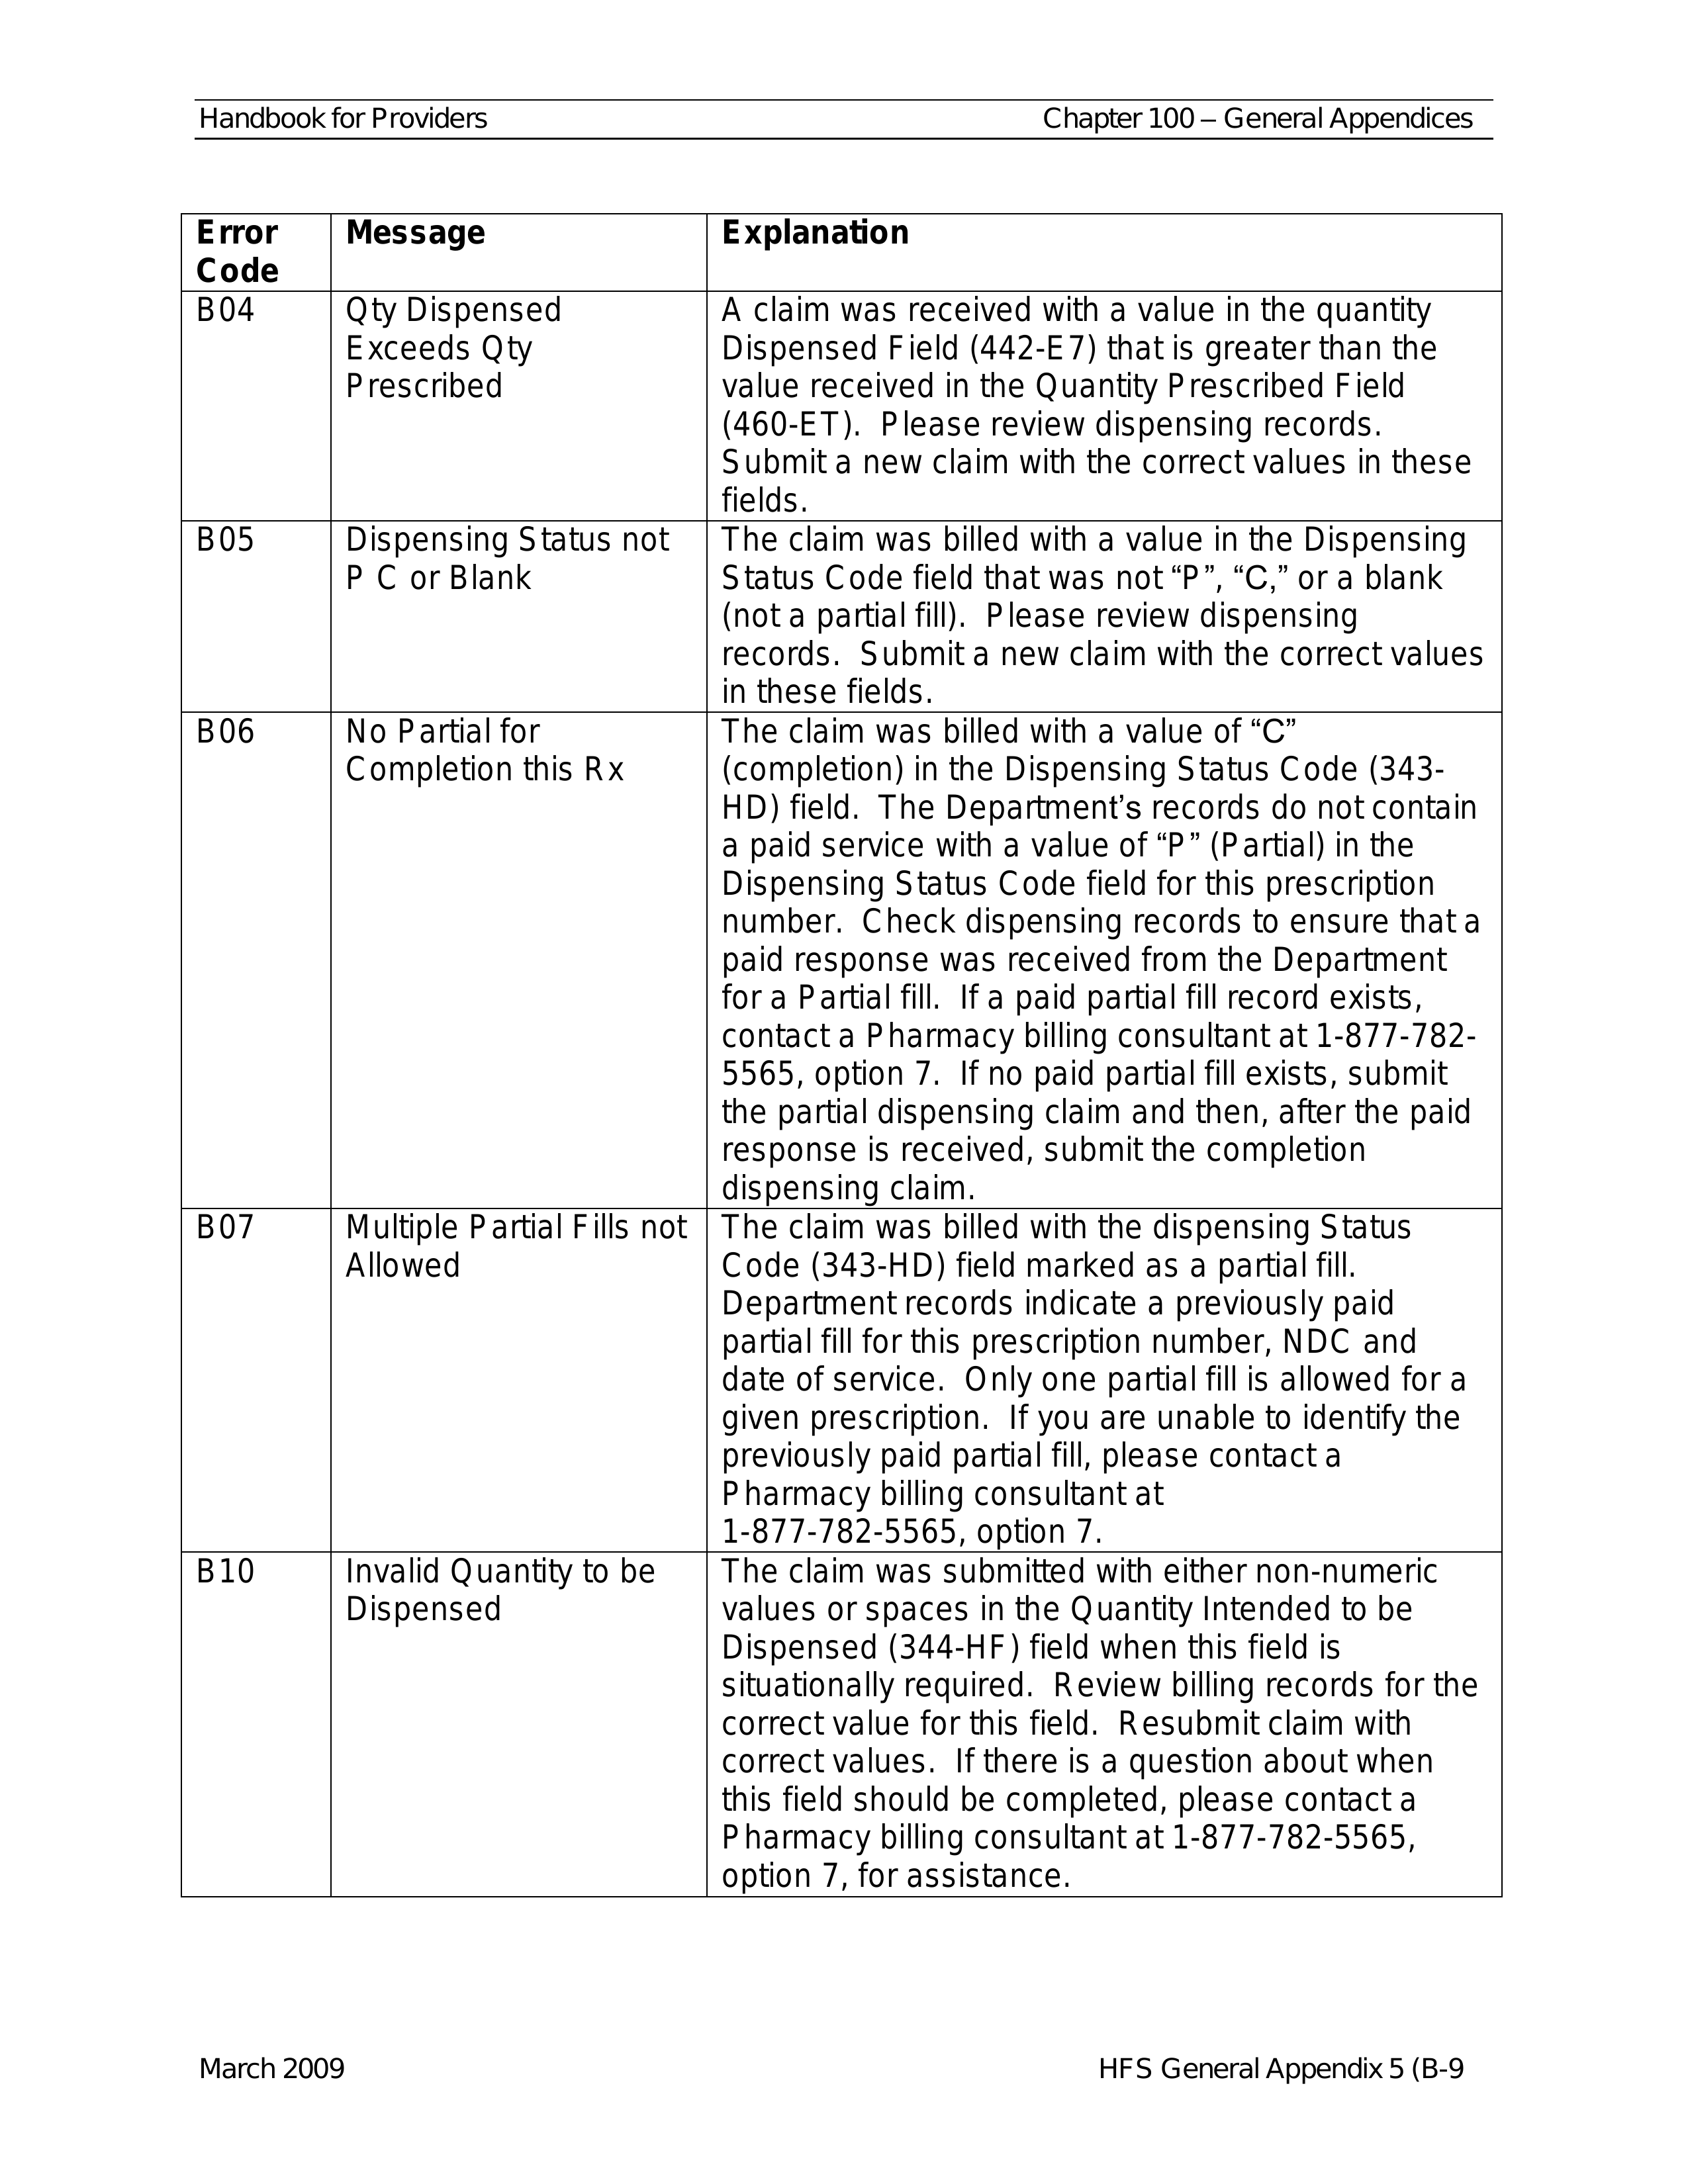 Handbook for Providers
Chapter 100 – General Appendices
Error
Code
Message
Explanation
B04
Qty Dispensed
Exceeds Qty
Prescribed
A claim was received with a value in the quantity
Dispensed Field (442-E7) that is greater than the
value received in the Quantity Prescribed Field
(460-ET).  Please review dispensing records.
Submit a new claim with the correct values in these
fields.
B05
Dispensing Status not
P C or Blank
The claim was billed with a value in the Dispensing
Status Code field that was not “P”, “C,” or a blank
(not a partial fill).  Please review dispensing
records.  Submit a new claim with the correct values
in these fields.
B06
No Partial for
Completion this Rx
The claim was billed with a value of “C”
(completion) in the Dispensing Status Code (343-
HD) field.  The Department’s records do not contain
a paid service with a value of “P” (Partial) in the
Dispensing Status Code field for this prescription
number.  Check dispensing records to ensure that a
paid response was received from the Department
for a Partial fill.  If a paid partial fill record exists,
contact a Pharmacy billing consultant at 1-877-782-
5565, option 7.  If no paid partial fill exists, submit
the partial dispensing claim and then, after the paid
response is received, submit the completion
dispensing claim.
B07
Multiple Partial Fills not
Allowed
The claim was billed with the dispensing Status
Code (343-HD) field marked as a partial fill.
Department records indicate a previously paid
partial fill for this prescription number, NDC and
date of service.  Only one partial fill is allowed for a
given prescription.  If you are unable to identify the
previously paid partial fill, please contact a
Pharmacy billing consultant at
1-877-782-5565, option 7.
B10
Invalid Quantity to be
Dispensed
The claim was submitted with either non-numeric
values or spaces in the Quantity Intended to be
Dispensed (344-HF) field when this field is
situationally required.  Review billing records for the
correct value for this field.  Resubmit claim with
correct values.  If there is a question about when
this field should be completed, please contact a
Pharmacy billing consultant at 1-877-782-5565,
option 7, for assistance.
March 2009
HFS General Appendix 5 (B-9